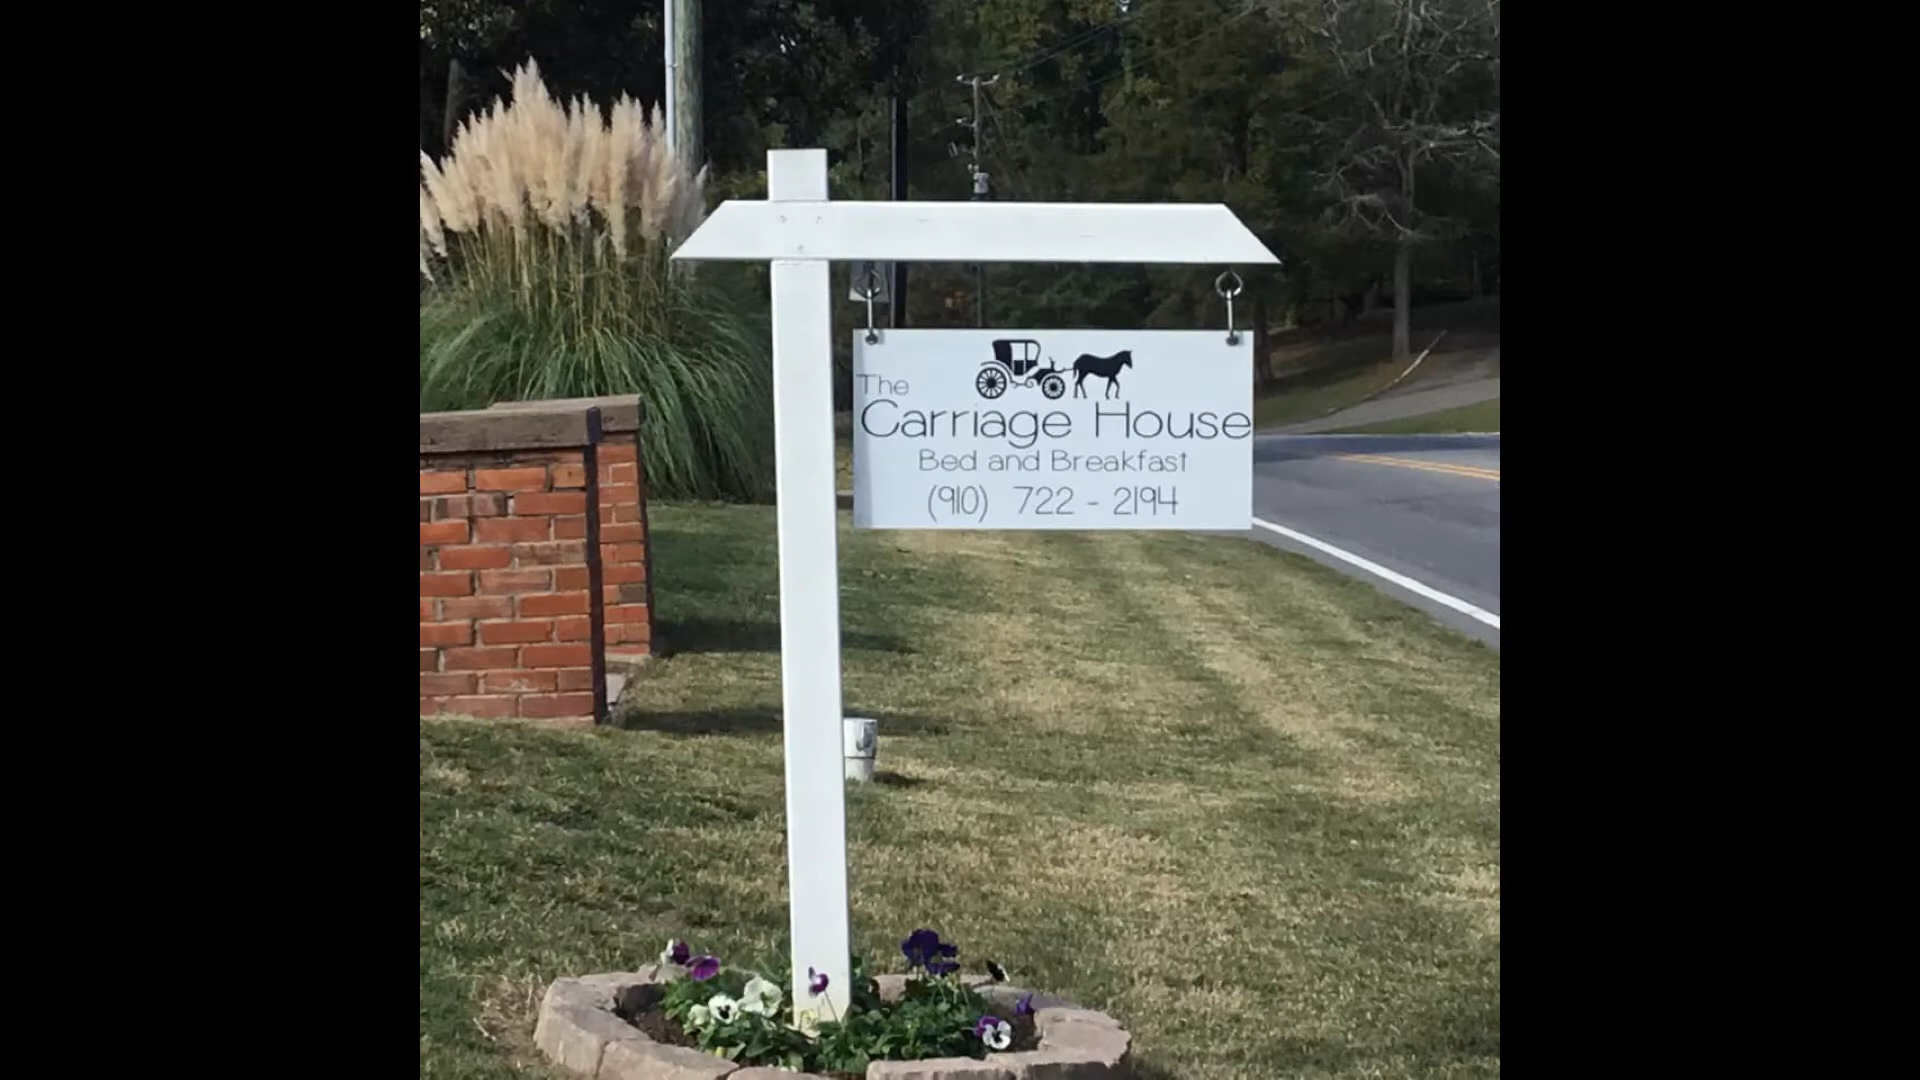 The
Carriage House
Bed and Breakfast
(910) 722 - 2194